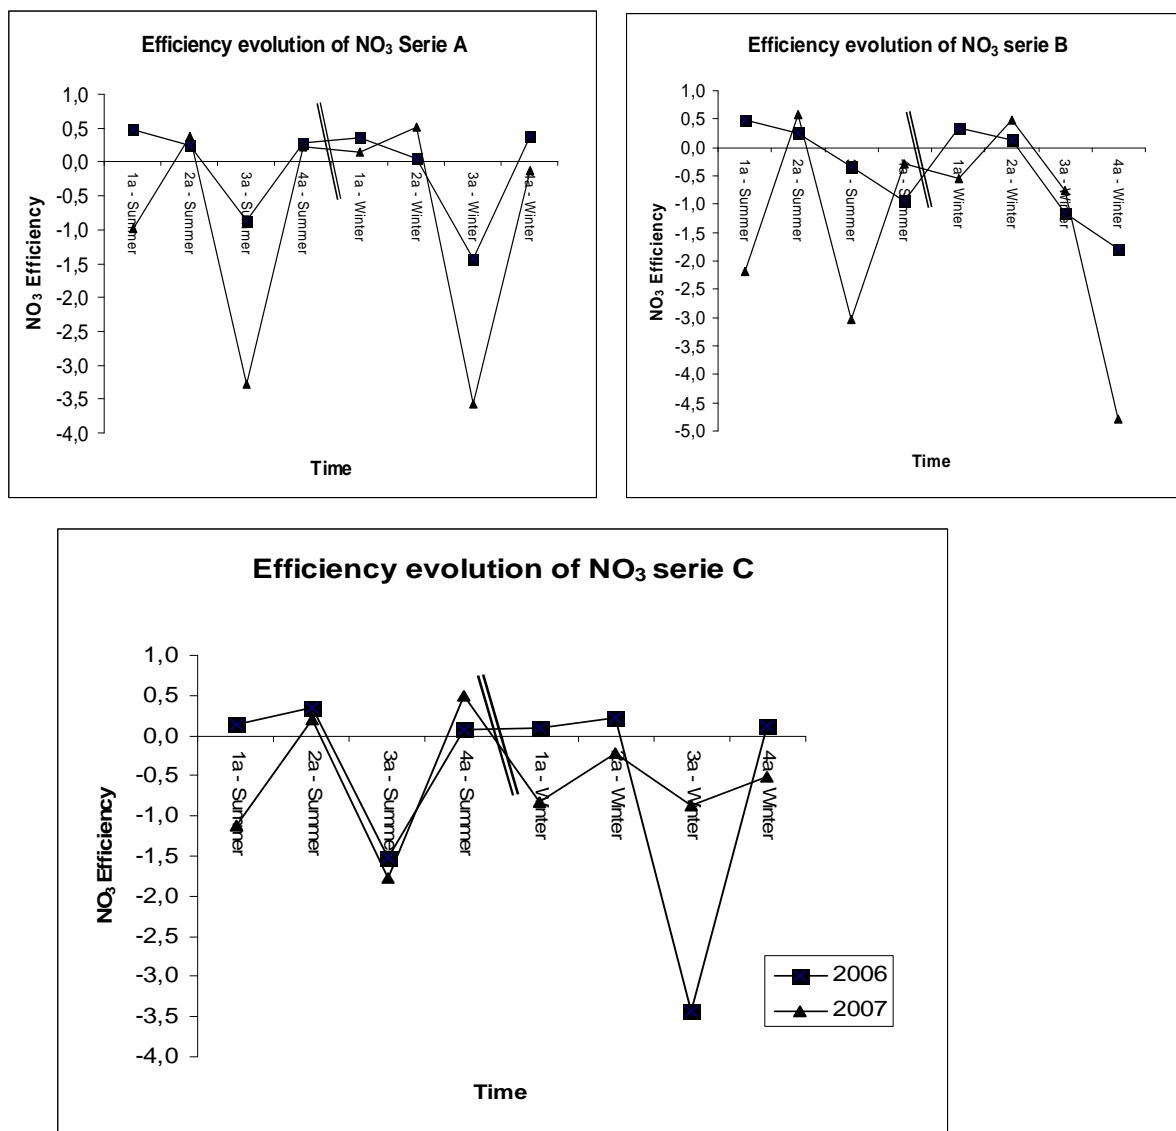 Efficiency evolution of NO₃ Serie A
1,0
0,5
0,0
-0,5
-1,0
-1,5
-2,0
-2,5
-3,0
-3,5
-4,0
NO₃ Efficiency
1a - Summer
2a - Summer
3a - Summer
4a - Summer
1a - Winter
2a - Winter
3a - Winter
4a - Winter
Time
Efficiency evolution of NO₃ serie B
1,0
0,5
0,0
-0,5
-1,0
-1,5
-2,0
-2,5
-3,0
-3,5
-4,0
-4,5
-5,0
NO₃ Efficiency
1a - Summer
2a - Summer
- Summer
4a - Summer
1a - Winter
2a - Winter
3a - Winter
4a - Winter
Time
Efficiency evolution of NO₃ serie C
1,0
0,5
0,0
-0,5
-1,0
-1,5
-2,0
-2,5
-3,0
-3,5
-4,0
NO₃ Efficiency
1a - Summer
2a - Summer
3a - Summer
4a - Summer
1a - Winter
2a - Winter
3a - Winter
4a - Winter
2006
2007
Time